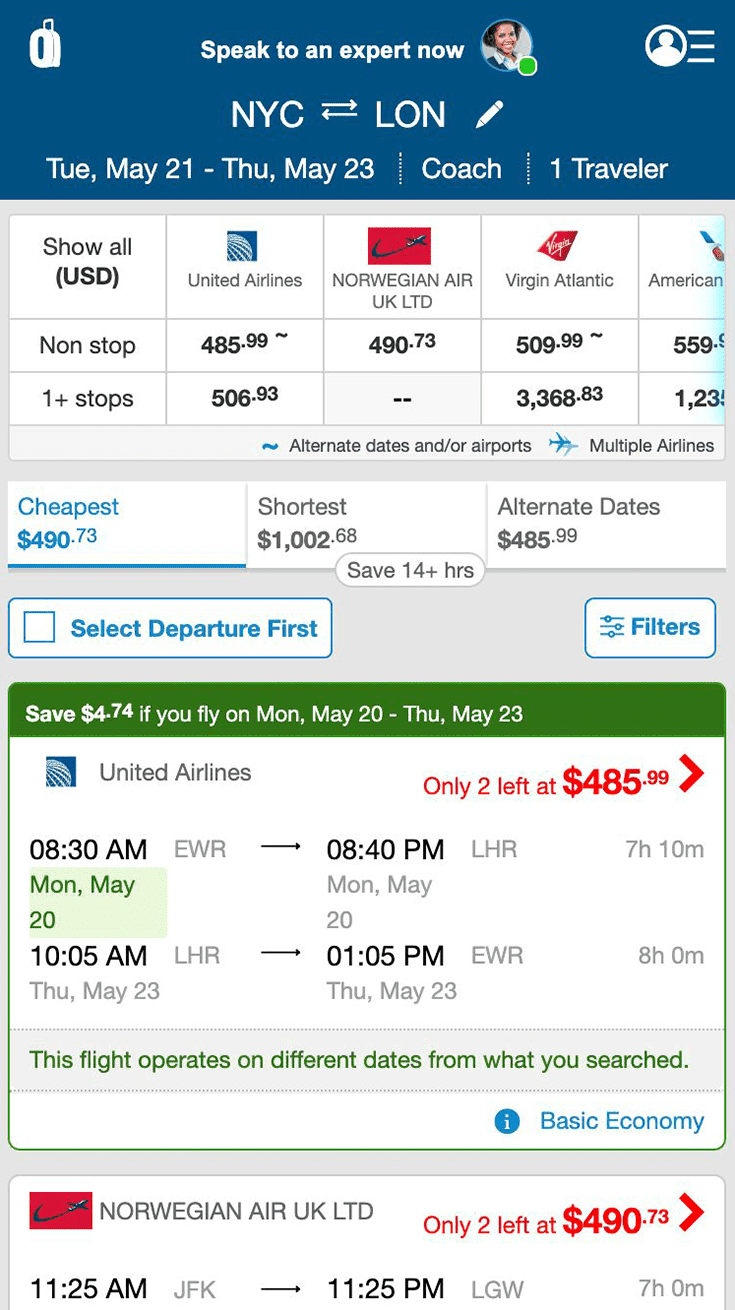 Speak to an expert now
NYC ⇄ LON
Tue, May 21 - Thu, May 23 Coach 1 Traveler
Show all (USD)
United Airlines
NORWEGIAN AIR UK LTD
Virgin Atlantic
American
Non stop 485.99 ~ 490.73 509.99 ~ 559.9
1+ stops 506.93 -- 3,368.83 1,235
~ Alternate dates and/or airports Multiple Airlines
Cheapest Shortest Alternate Dates
$490.73 $1,002.68 $485.99
Save 14+ hrs
Select Departure First Filters
Save $4.74 if you fly on Mon, May 20 - Thu, May 23
United Airlines Only 2 left at $485.99
08:30 AM EWR → 08:40 PM LHR 7h 10m
Mon, May 20 Mon, May 20
10:05 AM LHR → 01:05 PM EWR 8h 0m
Thu, May 23 Thu, May 23
This flight operates on different dates from what you searched.
i Basic Economy
NORWEGIAN AIR UK LTD Only 2 left at $490.73
11:25 AM JFK → 11:25 PM LGW 7h 0m